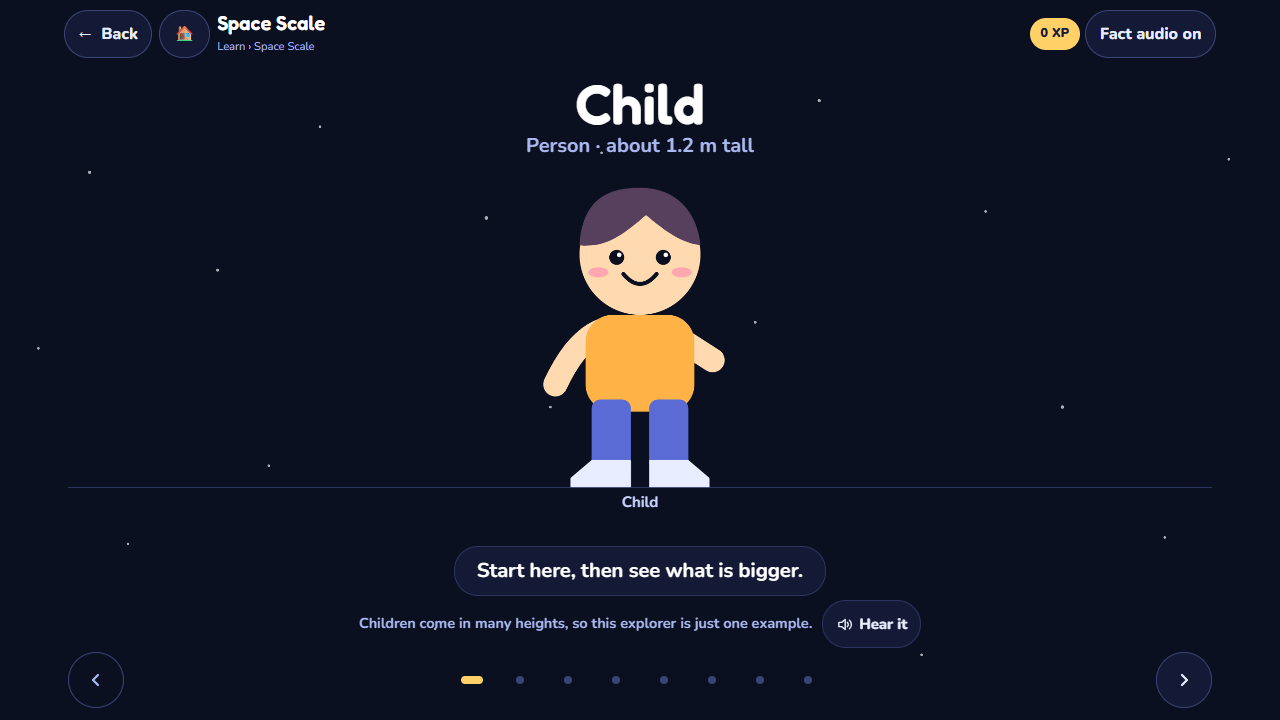 ← Back
Space Scale
Learn › Space Scale
0 XP
Fact audio on
Child
Person · about 1.2 m tall
Child
Start here, then see what is bigger.
Children come in many heights, so this explorer is just one example.
Hear it